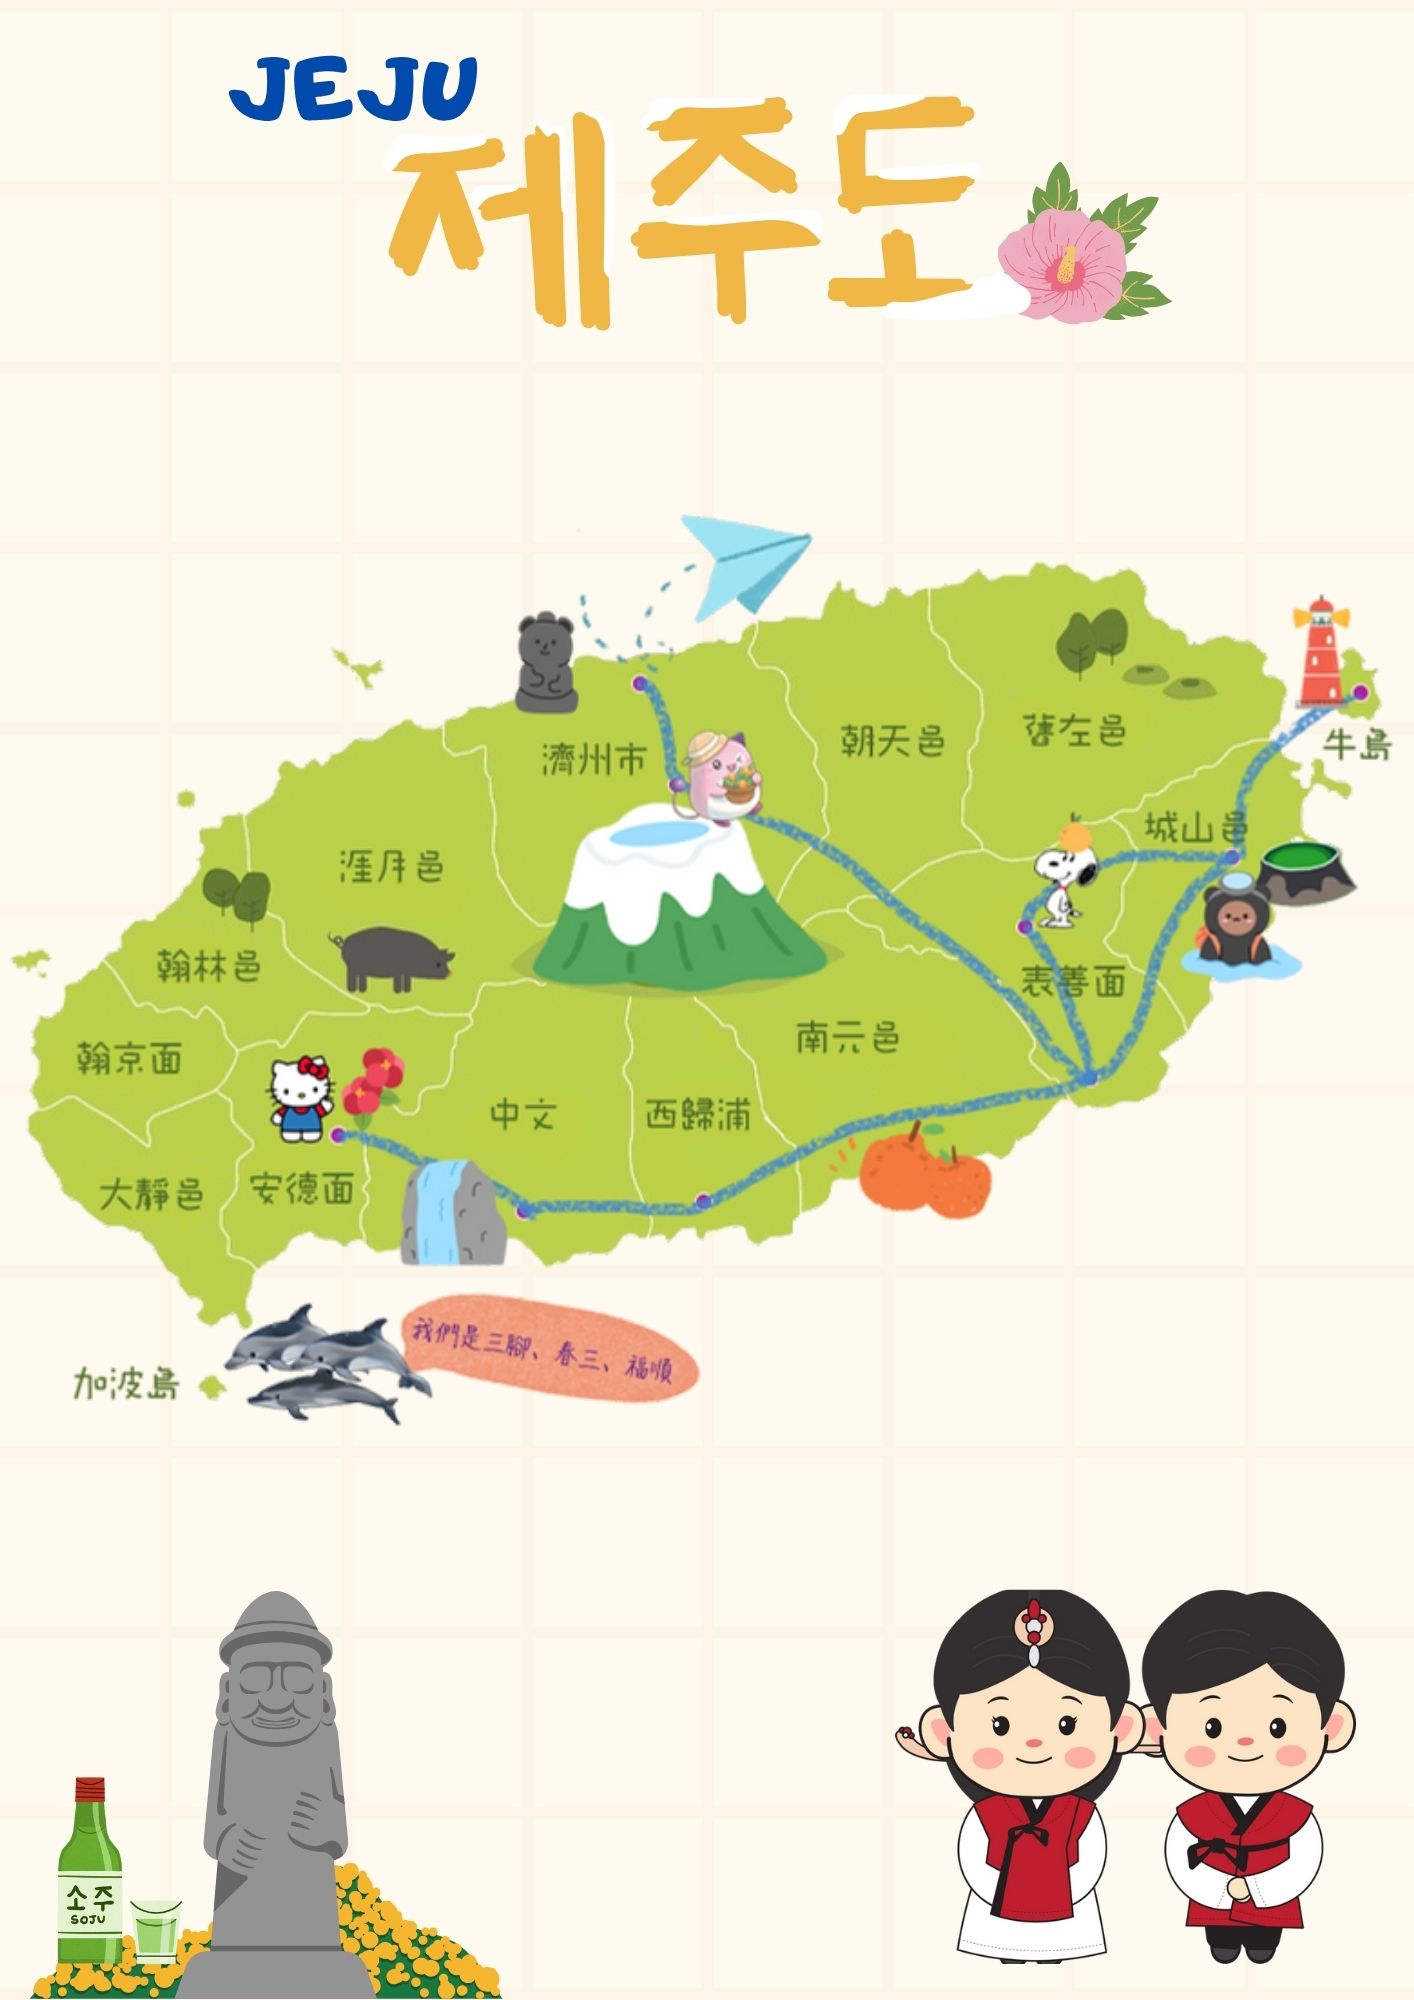 JEJU
제주도
濟州市
朝天邑
舊左邑
牛島
城山邑
涯月邑
翰林邑
表善面
南元邑
翰京面
中文
西歸浦
大靜邑
安德面
我們是三腳、春三、福順
加波島
소주
SOJU